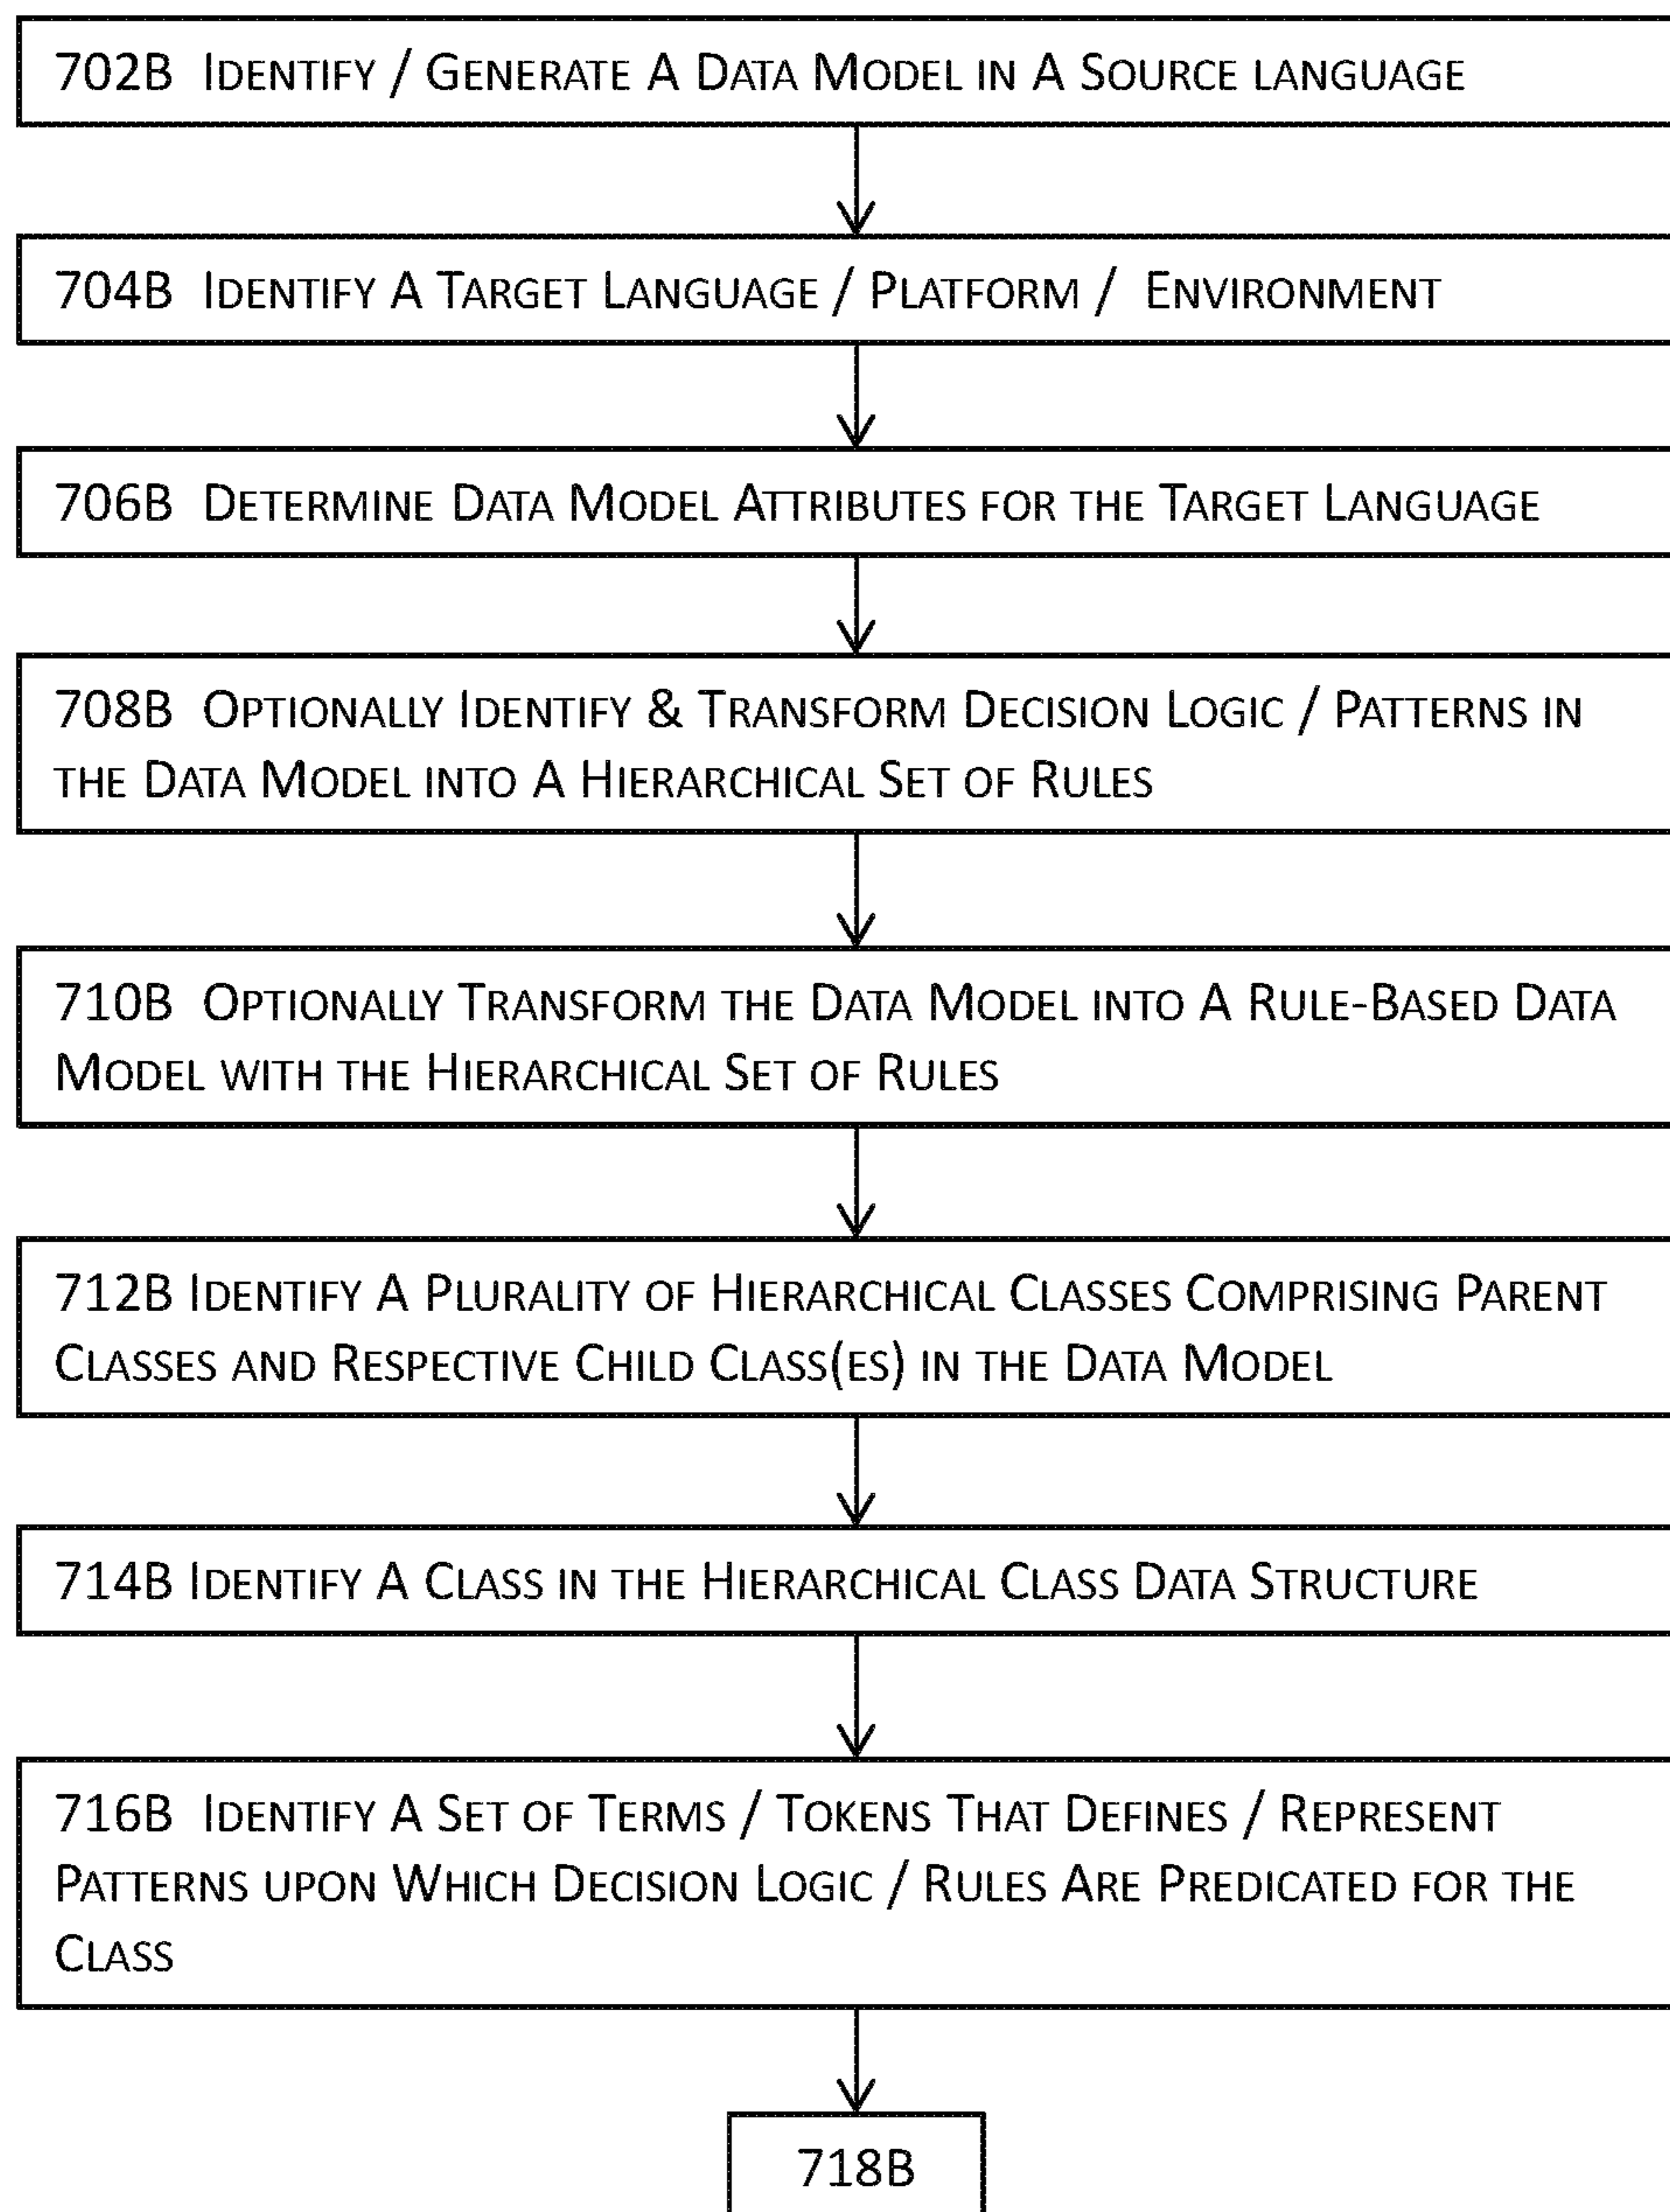 702B IDENTIFY / GENERATE A DATA MODEL IN A SOURCE LANGUAGE
704B IDENTIFY A TARGET LANGUAGE / PLATFORM / ENVIRONMENT
706B DETERMINE DATA MODEL ATTRIBUTES FOR THE TARGET LANGUAGE
708B OPTIONALLY IDENTIFY & TRANSFORM DECISION LOGIC / PATTERNS IN
THE DATA MODEL INTO A HIERARCHICAL SET OF RULES
710B OPTIONALLY TRANSFORM THE DATA MODEL INTO A RULE-BASED DATA
MODEL WITH THE HIERARCHICAL SET OF RULES
712B IDENTIFY A PLURALITY OF HIERARCHICAL CLASSES COMPRISING PARENT
CLASSES AND RESPECTIVE CHILD CLASS(ES) IN THE DATA MODEL
714B IDENTIFY A CLASS IN THE HIERARCHICAL CLASS DATA STRUCTURE
716B IDENTIFY A SET OF TERMS / TOKENS THAT DEFINES / REPRESENT
PATTERNS UPON WHICH DECISION LOGIC / RULES ARE PREDICATED FOR THE
CLASS
718B